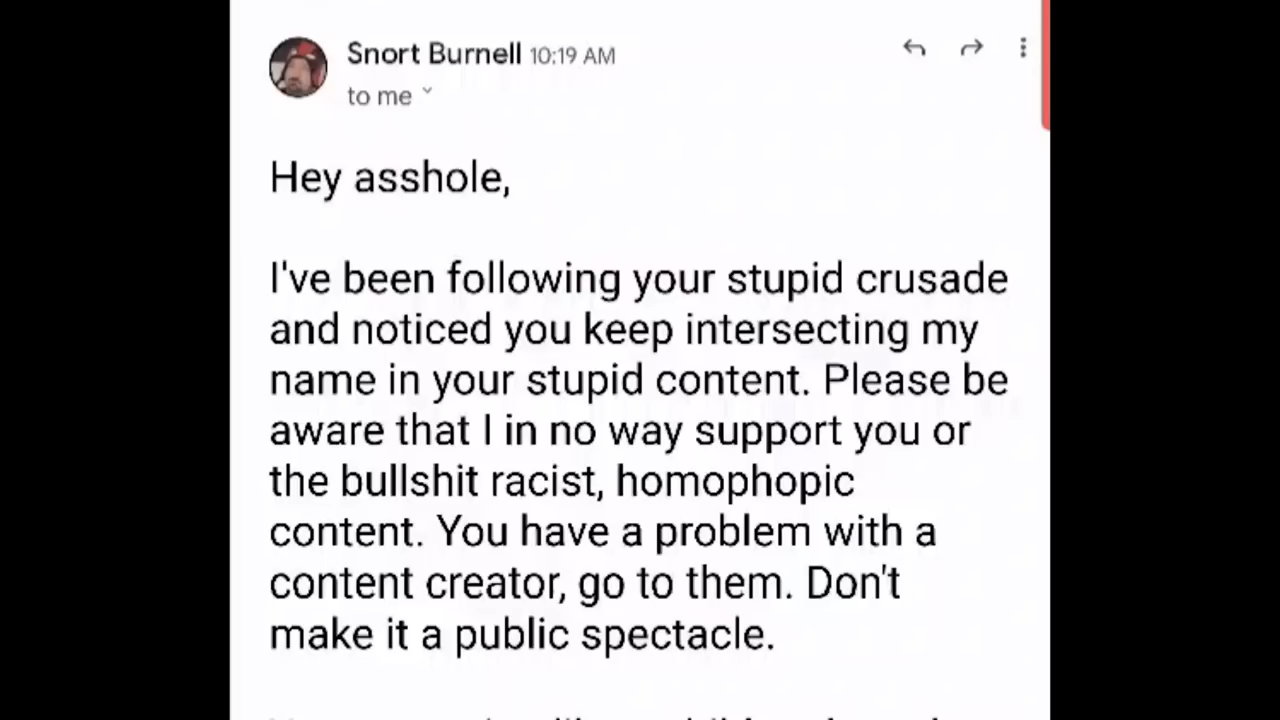 Snort Burnell 10:19 AM
to me
Hey asshole,
I've been following your stupid crusade
and noticed you keep intersecting my
name in your stupid content. Please be
aware that I in no way support you or
the bullshit racist, homophopic
content. You have a problem with a
content creator, go to them. Don't
make it a public spectacle.